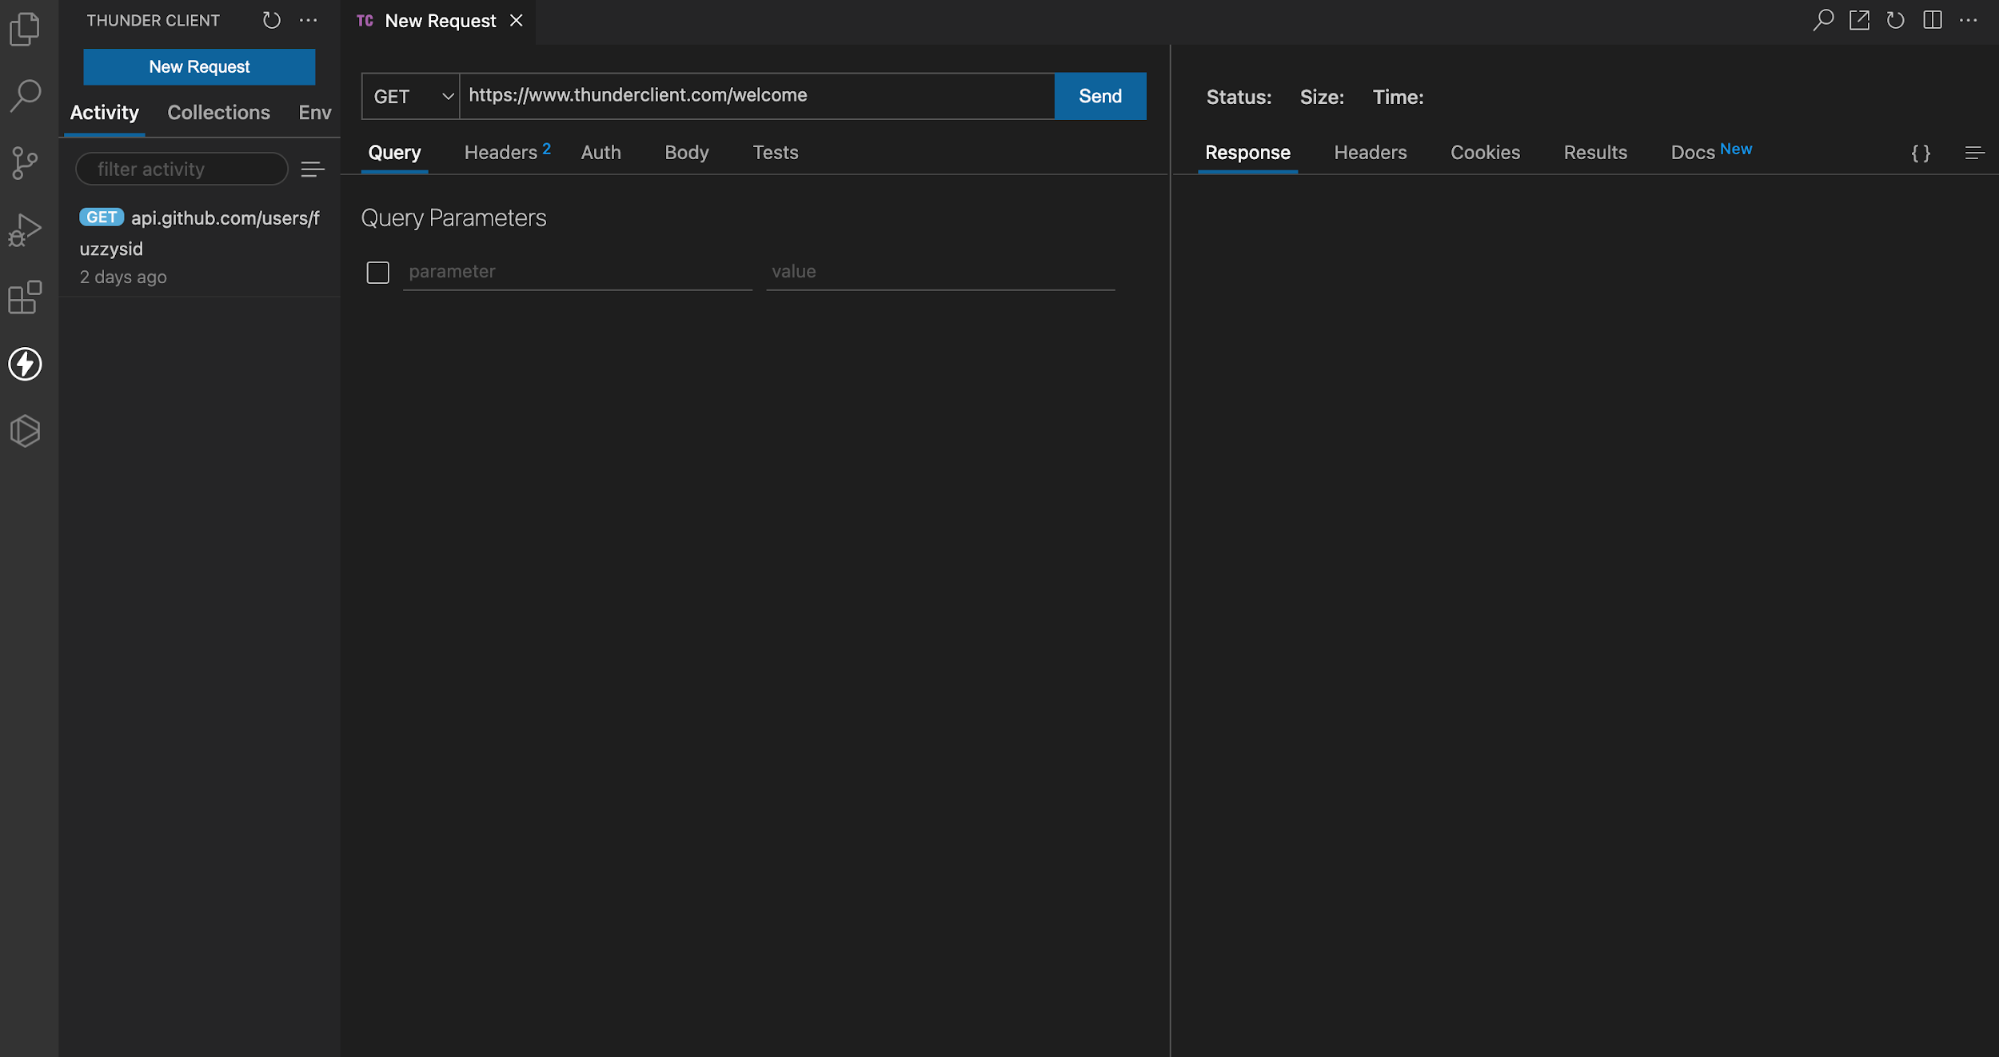 THUNDER CLIENT
New Request
Activity Collections Env
filter activity
GET api.github.com/users/f
uzzysid
2 days ago
TC New Request
GET https://www.thunderclient.com/welcome Send
Query Headers 2 Auth Body Tests
Query Parameters
parameter value
Status: Size: Time:
Response Headers Cookies Results Docs New { }